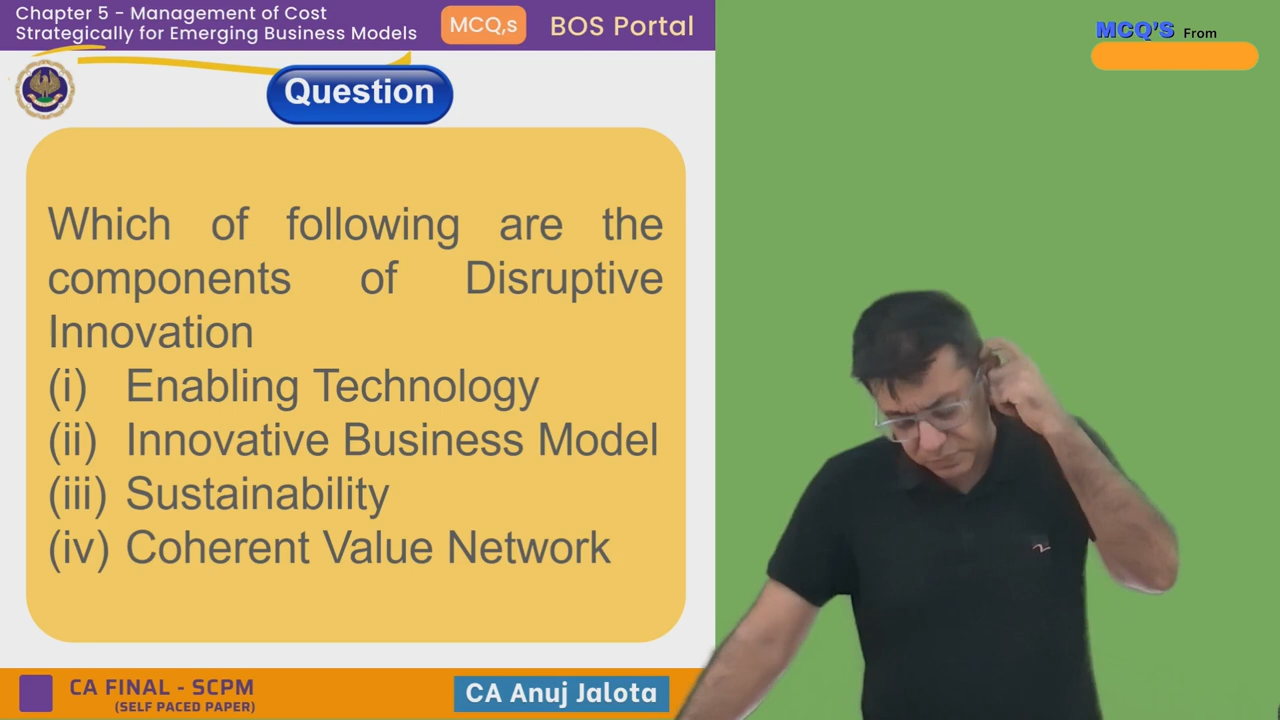 Chapter 5 - Management of Cost
Strategically for Emerging Business Models
MCQ,s
BOS Portal
MCQ'S From
Question
Which of following are the
components of Disruptive
Innovation
(i) Enabling Technology
(ii) Innovative Business Model
(iii) Sustainability
(iv) Coherent Value Network
CA FINAL - SCPM
(SELF PACED PAPER)
CA Anuj Jalota